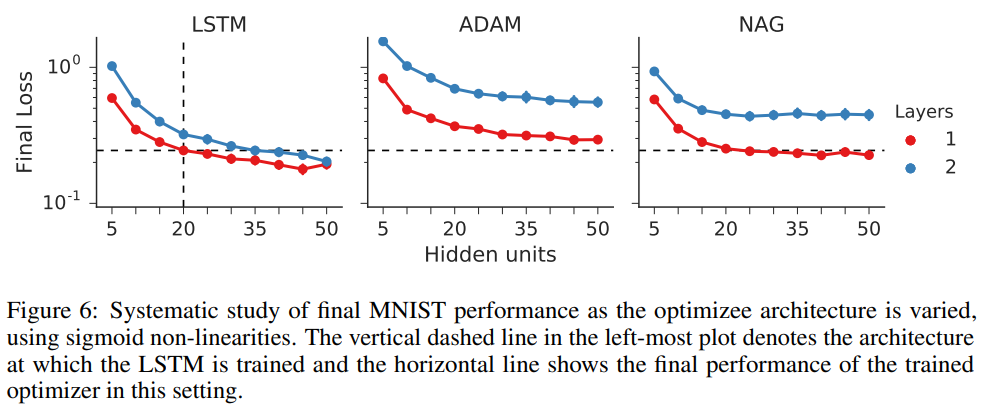 LSTM
ADAM
NAG
Final Loss
10⁰
10⁻¹
5 20 35 50
5 20 35 50
5 20 35 50
Hidden units
Layers
1
2
Figure 6: Systematic study of final MNIST performance as the optimizee architecture is varied,
using sigmoid non-linearities. The vertical dashed line in the left-most plot denotes the architecture
at which the LSTM is trained and the horizontal line shows the final performance of the trained
optimizer in this setting.